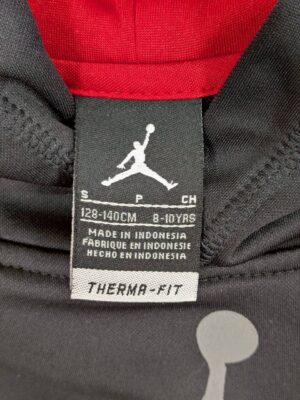 S P CH
128-140CM 8-10YRS
MADE IN INDONESIA
FABRIQUE EN INDONESIE
HECHO EN INDONESIA
THERMA-FIT